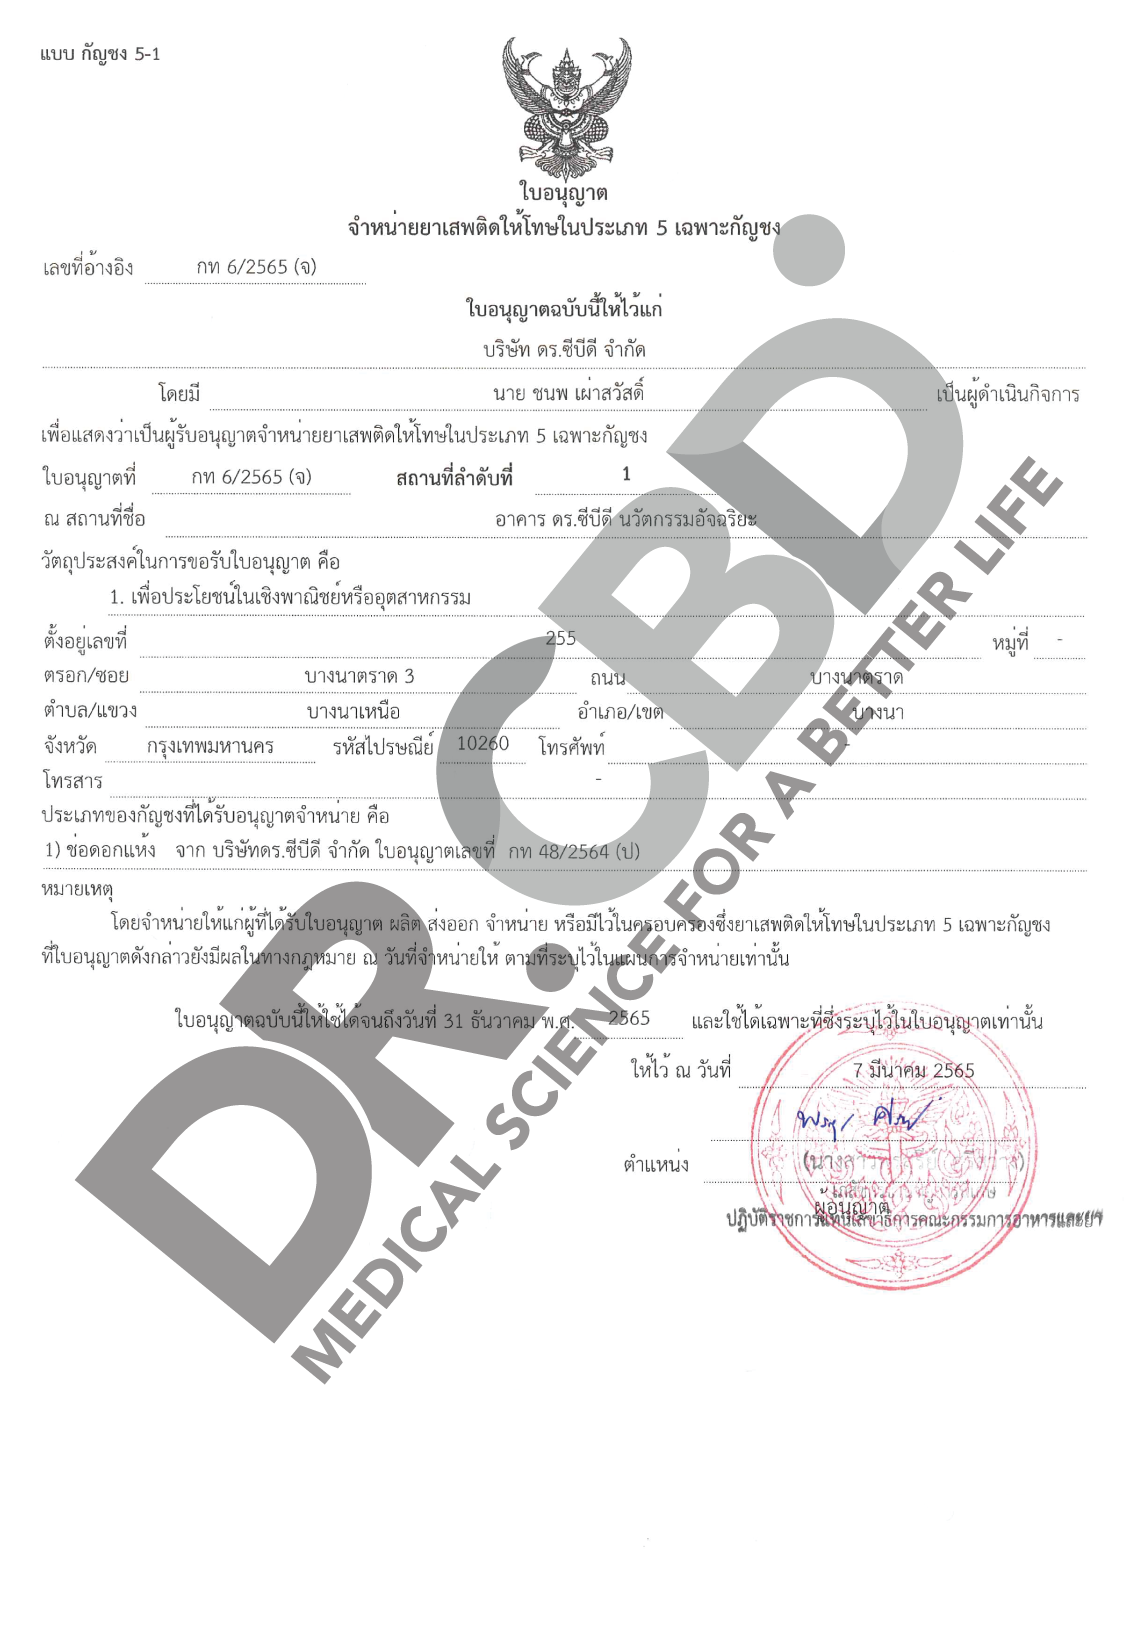 แบบ กัญชง 5-1
ใบอนุญาต
จำหน่ายยาเสพติดให้โทษในประเภท 5 เฉพาะกัญชง
เลขที่อ้างอิง กท 6/2565 (จ)
ใบอนุญาตฉบับนี้ให้ไว้แก่
บริษัท ดร.ซีบีดี จำกัด
โดยมี นาย ชนพ เผ่าสวัสดิ์ เป็นผู้ดำเนินกิจการ
เพื่อแสดงว่าเป็นผู้รับอนุญาตจำหน่ายยาเสพติดให้โทษในประเภท 5 เฉพาะกัญชง
ใบอนุญาตที่ กท 6/2565 (จ) สถานที่ลำดับที่ 1
ณ สถานที่ชื่อ อาคาร ดร.ซีบีดี นวัตกรรมอัจฉริยะ
วัตถุประสงค์ในการขอรับใบอนุญาต คือ
1. เพื่อประโยชน์ในเชิงพาณิชย์หรืออุตสาหกรรม
ตั้งอยู่เลขที่ 255 หมู่ที่ -
ตรอก/ซอย บางนาตราด 3 ถนน บางนาตราด
ตำบล/แขวง บางนาเหนือ อำเภอ/เขต บางนา
จังหวัด กรุงเทพมหานคร รหัสไปรษณีย์ 10260 โทรศัพท์ -
โทรสาร -
ประเภทของกัญชงที่ได้รับอนุญาตจำหน่าย คือ
1) ช่อดอกแห้ง จาก บริษัทดร.ซีบีดี จำกัด ใบอนุญาตเลขที่ กท 48/2564 (ป)
หมายเหตุ
โดยจำหน่ายให้แก่ผู้ที่ได้รับใบอนุญาต ผลิต ส่งออก จำหน่าย หรือมีไว้ในครอบครองซึ่งยาเสพติดให้โทษในประเภท 5 เฉพาะกัญชง
ที่ใบอนุญาตดังกล่าวยังมีผลในทางกฎหมาย ณ วันที่จำหน่ายให้ ตามที่ระบุไว้ในแผนการจำหน่ายเท่านั้น
ใบอนุญาตฉบับนี้ให้ใช้ได้จนถึงวันที่ 31 ธันวาคม พ.ศ. 2565 และใช้ได้เฉพาะที่ซึ่งระบุไว้ในใบอนุญาตเท่านั้น
ให้ไว้ ณ วันที่ 7 มีนาคม 2565
ตำแหน่ง
ผู้อนุญาต
ปฏิบัติราชการแทนเลขาธิการคณะกรรมการอาหารและยา
DR.CBD
MEDICAL SCIENCE FOR A BETTER LIFE